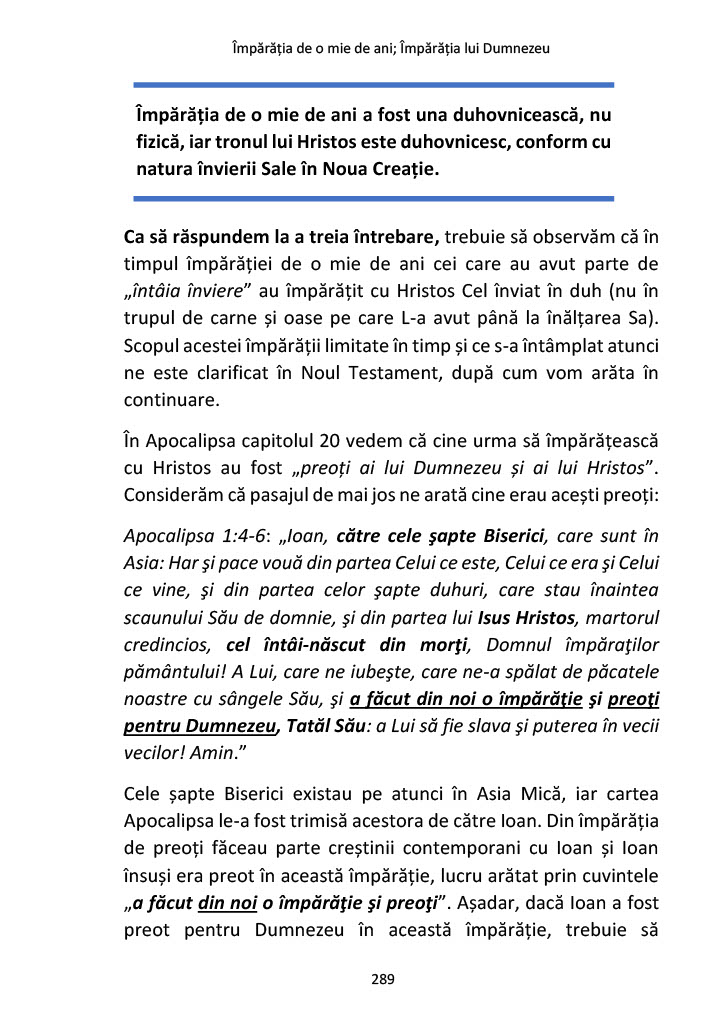 Împărăția de o mie de ani; Împărăția lui Dumnezeu
Împărăția de o mie de ani a fost una duhovnicească, nu
fizică, iar tronul lui Hristos este duhovnicesc, conform cu
natura învierii Sale în Noua Creație.
Ca să răspundem la a treia întrebare, trebuie să observăm că în
timpul împărăției de o mie de ani cei care au avut parte de
„întâia înviere” au împărățit cu Hristos Cel înviat în duh (nu în
trupul de carne și oase pe care L-a avut până la înălțarea Sa).
Scopul acestei împărății limitate în timp și ce s-a întâmplat atunci
ne este clarificat în Noul Testament, după cum vom arăta în
continuare.
În Apocalipsa capitolul 20 vedem că cine urma să împărățească
cu Hristos au fost „preoți ai lui Dumnezeu și ai lui Hristos”.
Considerăm că pasajul de mai jos ne arată cine erau acești preoți:
Apocalipsa 1:4-6: „Ioan, către cele şapte Biserici, care sunt în
Asia: Har şi pace vouă din partea Celui ce este, Celui ce era şi Celui
ce vine, şi din partea celor şapte duhuri, care stau înaintea
scaunului Său de domnie, şi din partea lui Isus Hristos, martorul
credincios, cel întâi-născut din morţi, Domnul împăraţilor
pământului! A Lui, care ne iubeşte, care ne-a spălat de păcatele
noastre cu sângele Său, şi a făcut din noi o împărăţie şi preoţi
pentru Dumnezeu, Tatăl Său: a Lui să fie slava şi puterea în vecii
vecilor! Amin.”
Cele șapte Biserici existau pe atunci în Asia Mică, iar cartea
Apocalipsa le-a fost trimisă acestora de către Ioan. Din împărăția
de preoți făceau parte creștinii contemporani cu Ioan și Ioan
însuși era preot în această împărăție, lucru arătat prin cuvintele
„a făcut din noi o împărăţie şi preoţi”. Așadar, dacă Ioan a fost
preot pentru Dumnezeu în această împărăție, trebuie să
289